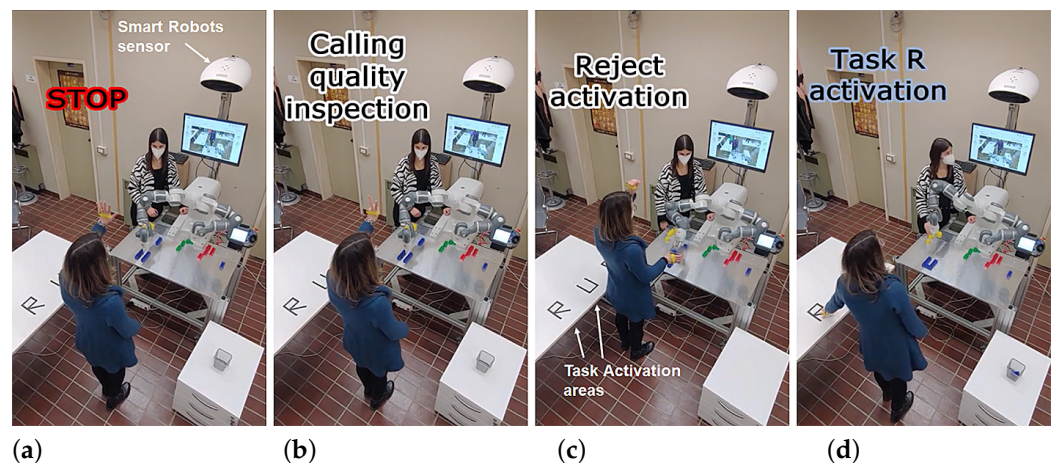 Smart Robots
sensor
STOP
Calling
quality
inspection
Reject
activation
Task R
activation
R
R
R U
Task Activation
areas
R
(a)
(b)
(c)
(d)